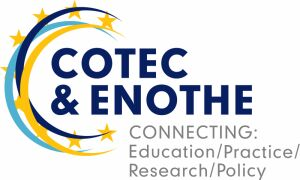 COTEC
& ENOTHE
CONNECTING:
Education/Practice/
Research/Policy